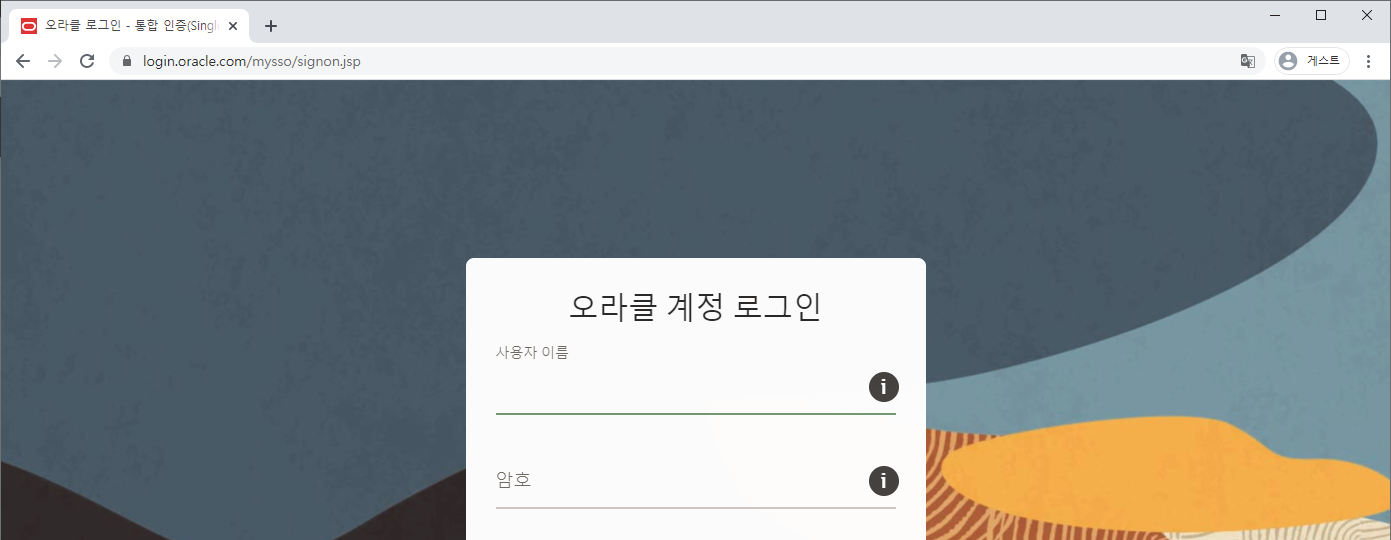 오라클 로그인 - 통합 인증(Singl
login.oracle.com/mysso/signon.jsp
게스트
오라클 계정 로그인
사용자 이름
i
암호
i